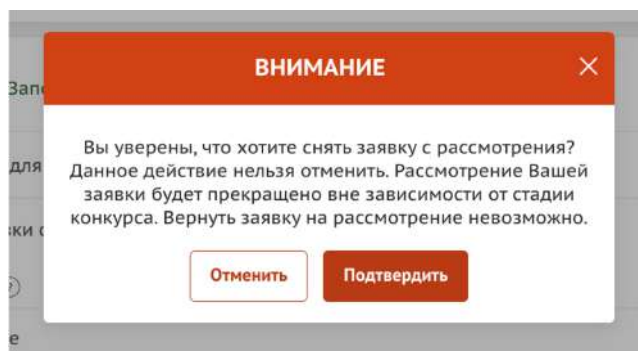 ВНИМАНИЕ
Вы уверены, что хотите снять заявку с рассмотрения?
Данное действие нельзя отменить. Рассмотрение Вашей
заявки будет прекращено вне зависимости от стадии
конкурса. Вернуть заявку на рассмотрение невозможно.
для
Отменить Подтвердить